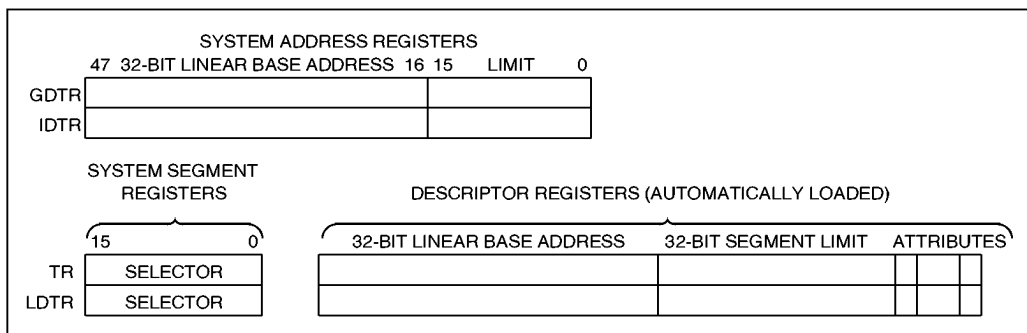 SYSTEM ADDRESS REGISTERS
47 32-BIT LINEAR BASE ADDRESS 16 15 LIMIT 0
GDTR
IDTR
SYSTEM SEGMENT
REGISTERS
DESCRIPTOR REGISTERS (AUTOMATICALLY LOADED)
15 0
32-BIT LINEAR BASE ADDRESS 32-BIT SEGMENT LIMIT ATTRIBUTES
TR SELECTOR
LDTR SELECTOR